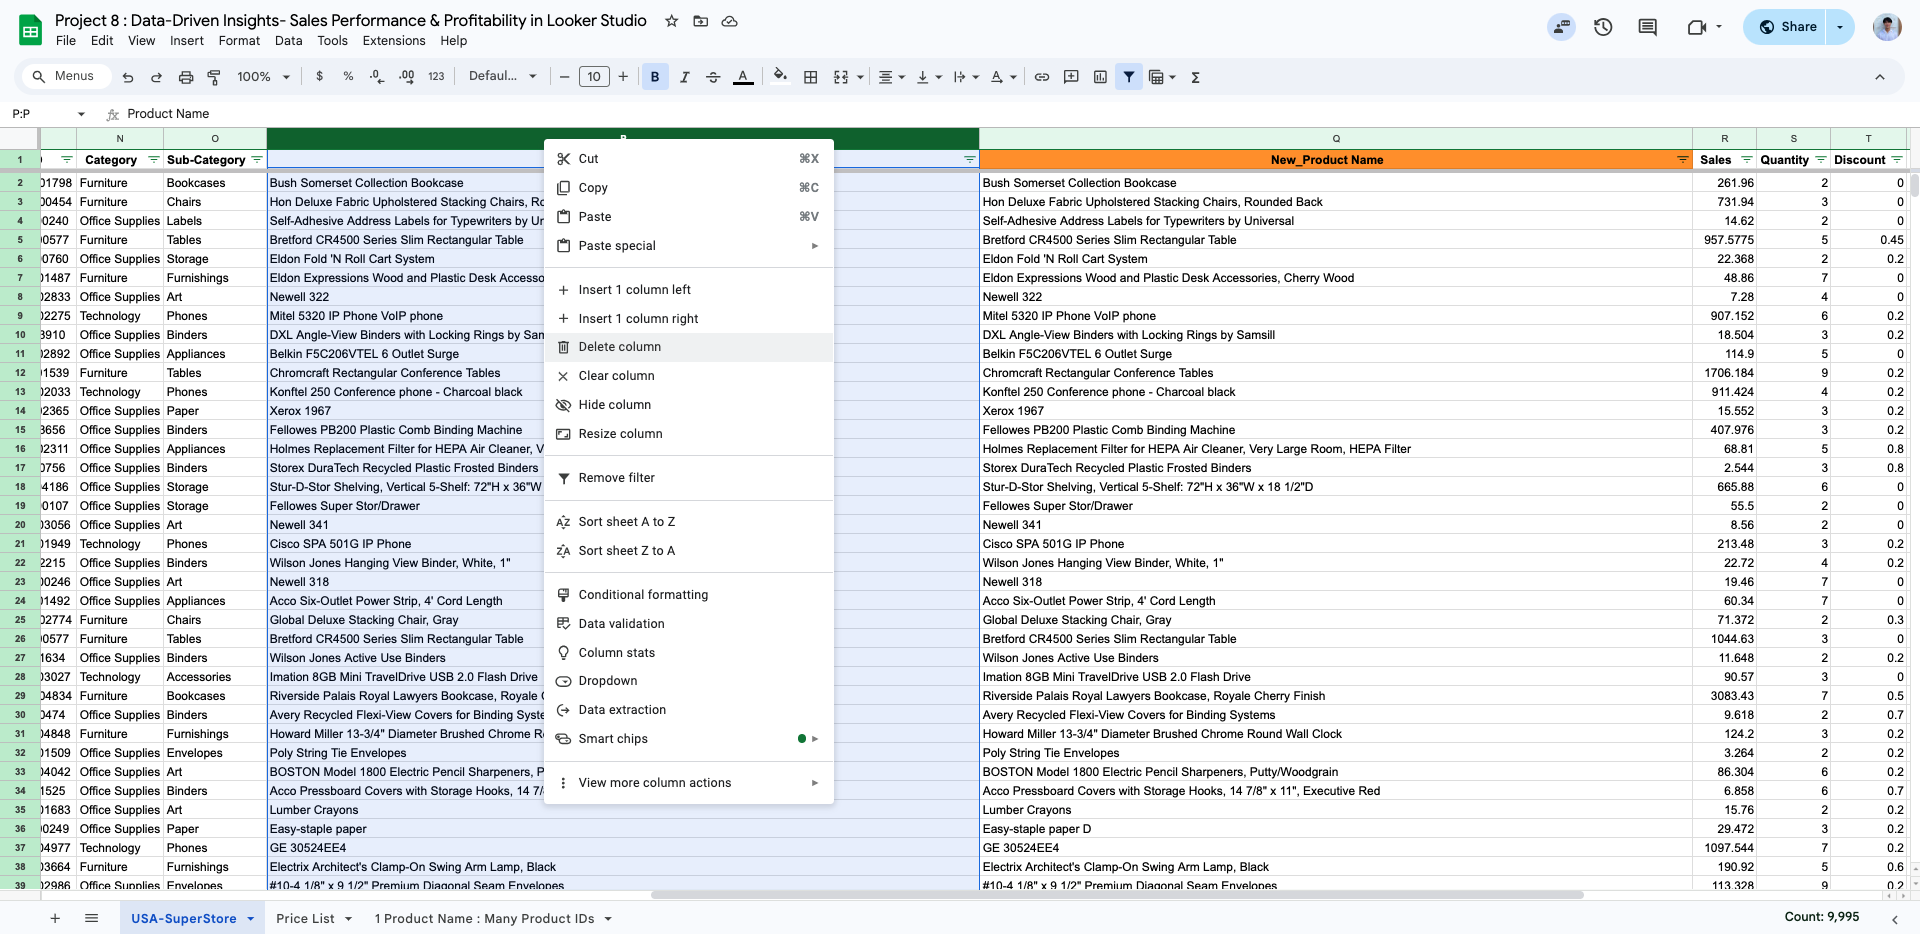 Project 8 : Data-Driven Insights- Sales Performance & Profitability in Looker Studio
File Edit View Insert Format Data Tools Extensions Help
Share
Menus 100% $ % .0 .00 123 Defaul... 10 B I A
P:P fx Product Name
N O Q R S T
1 Category Sub-Category New_Product Name Sales Quantity Discount
2 01798 Furniture Bookcases Bush Somerset Collection Bookcase Bush Somerset Collection Bookcase 261.96 2 0
3 00454 Furniture Chairs Hon Deluxe Fabric Upholstered Stacking Chairs, Ro Hon Deluxe Fabric Upholstered Stacking Chairs, Rounded Back 731.94 3 0
4 00240 Office Supplies Labels Self-Adhesive Address Labels for Typewriters by Ur Self-Adhesive Address Labels for Typewriters by Universal 14.62 2 0
5 00577 Furniture Tables Bretford CR4500 Series Slim Rectangular Table Bretford CR4500 Series Slim Rectangular Table 957.5775 5 0.45
6 00760 Office Supplies Storage Eldon Fold 'N Roll Cart System Eldon Fold 'N Roll Cart System 22.368 2 0.2
7 01487 Furniture Furnishings Eldon Expressions Wood and Plastic Desk Accesso Eldon Expressions Wood and Plastic Desk Accessories, Cherry Wood 48.86 7 0
8 02833 Office Supplies Art Newell 322 Newell 322 7.28 4 0
9 02275 Technology Phones Mitel 5320 IP Phone VoIP phone Mitel 5320 IP Phone VoIP phone 907.152 6 0.2
10 3910 Office Supplies Binders DXL Angle-View Binders with Locking Rings by Sam DXL Angle-View Binders with Locking Rings by Samsill 18.504 3 0.2
11 02892 Office Supplies Appliances Belkin F5C206VTEL 6 Outlet Surge Belkin F5C206VTEL 6 Outlet Surge 114.9 5 0
12 01539 Furniture Tables Chromcraft Rectangular Conference Tables Chromcraft Rectangular Conference Tables 1706.184 9 0.2
13 02033 Technology Phones Konftel 250 Conference phone - Charcoal black Konftel 250 Conference phone - Charcoal black 911.424 4 0.2
14 02365 Office Supplies Paper Xerox 1967 Xerox 1967 15.552 3 0.2
15 3656 Office Supplies Binders Fellowes PB200 Plastic Comb Binding Machine Fellowes PB200 Plastic Comb Binding Machine 407.976 3 0.2
16 02311 Office Supplies Appliances Holmes Replacement Filter for HEPA Air Cleaner, V Holmes Replacement Filter for HEPA Air Cleaner, Very Large Room, HEPA Filter 68.81 5 0.8
17 0756 Office Supplies Binders Storex DuraTech Recycled Plastic Frosted Binders Storex DuraTech Recycled Plastic Frosted Binders 2.544 3 0.8
18 4186 Office Supplies Storage Stur-D-Stor Shelving, Vertical 5-Shelf: 72"H x 36"W Stur-D-Stor Shelving, Vertical 5-Shelf: 72"H x 36"W x 18 1/2"D 665.88 6 0
19 00107 Office Supplies Storage Fellowes Super Stor/Drawer Fellowes Super Stor/Drawer 55.5 2 0
20 03056 Office Supplies Art Newell 341 Newell 341 8.56 2 0
21 01949 Technology Phones Cisco SPA 501G IP Phone Cisco SPA 501G IP Phone 213.48 3 0.2
22 2215 Office Supplies Binders Wilson Jones Hanging View Binder, White, 1" Wilson Jones Hanging View Binder, White, 1" 22.72 4 0.2
23 00246 Office Supplies Art Newell 318 Newell 318 19.46 7 0
24 01492 Office Supplies Appliances Acco Six-Outlet Power Strip, 4' Cord Length Acco Six-Outlet Power Strip, 4' Cord Length 60.34 7 0
25 02774 Furniture Chairs Global Deluxe Stacking Chair, Gray Global Deluxe Stacking Chair, Gray 71.372 2 0.3
26 00577 Furniture Tables Bretford CR4500 Series Slim Rectangular Table Bretford CR4500 Series Slim Rectangular Table 1044.63 3 0
27 1634 Office Supplies Binders Wilson Jones Active Use Binders Wilson Jones Active Use Binders 11.648 2 0.2
28 03027 Technology Accessories Imation 8GB Mini TravelDrive USB 2.0 Flash Drive Imation 8GB Mini TravelDrive USB 2.0 Flash Drive 90.57 3 0
29 04834 Furniture Bookcases Riverside Palais Royal Lawyers Bookcase, Royale Riverside Palais Royal Lawyers Bookcase, Royale Cherry Finish 3083.43 7 0.5
30 0474 Office Supplies Binders Avery Recycled Flexi-View Covers for Binding Syste Avery Recycled Flexi-View Covers for Binding Systems 9.618 2 0.7
31 04848 Furniture Furnishings Howard Miller 13-3/4" Diameter Brushed Chrome R Howard Miller 13-3/4" Diameter Brushed Chrome Round Wall Clock 124.2 3 0.2
32 01509 Office Supplies Envelopes Poly String Tie Envelopes Poly String Tie Envelopes 3.264 2 0.2
33 04042 Office Supplies Art BOSTON Model 1800 Electric Pencil Sharpeners, P BOSTON Model 1800 Electric Pencil Sharpeners, Putty/Woodgrain 86.304 6 0.2
34 1525 Office Supplies Binders Acco Pressboard Covers with Storage Hooks, 14 7/ Acco Pressboard Covers with Storage Hooks, 14 7/8" x 11", Executive Red 6.858 6 0.7
35 01683 Office Supplies Art Lumber Crayons Lumber Crayons 15.76 2 0.2
36 00249 Office Supplies Paper Easy-staple paper Easy-staple paper D 29.472 3 0.2
37 04977 Technology Phones GE 30524EE4 GE 30524EE4 1097.544 7 0.2
38 03664 Furniture Furnishings Electrix Architect's Clamp-On Swing Arm Lamp, Black Electrix Architect's Clamp-On Swing Arm Lamp, Black 190.92 5 0.6
39 02986 Office Supplies Envelopes #10-4 1/8" x 9 1/2" Premium Diagonal Seam Envelopes #10-4 1/8" x 9 1/2" Premium Diagonal Seam Envelopes 113.328 9 0.2
Cut ⌘X
Copy ⌘C
Paste ⌘V
Paste special
Insert 1 column left
Insert 1 column right
Delete column
Clear column
Hide column
Resize column
Remove filter
Sort sheet A to Z
Sort sheet Z to A
Conditional formatting
Data validation
Column stats
Dropdown
Data extraction
Smart chips
View more column actions
USA-SuperStore Price List 1 Product Name : Many Product IDs Count: 9,995